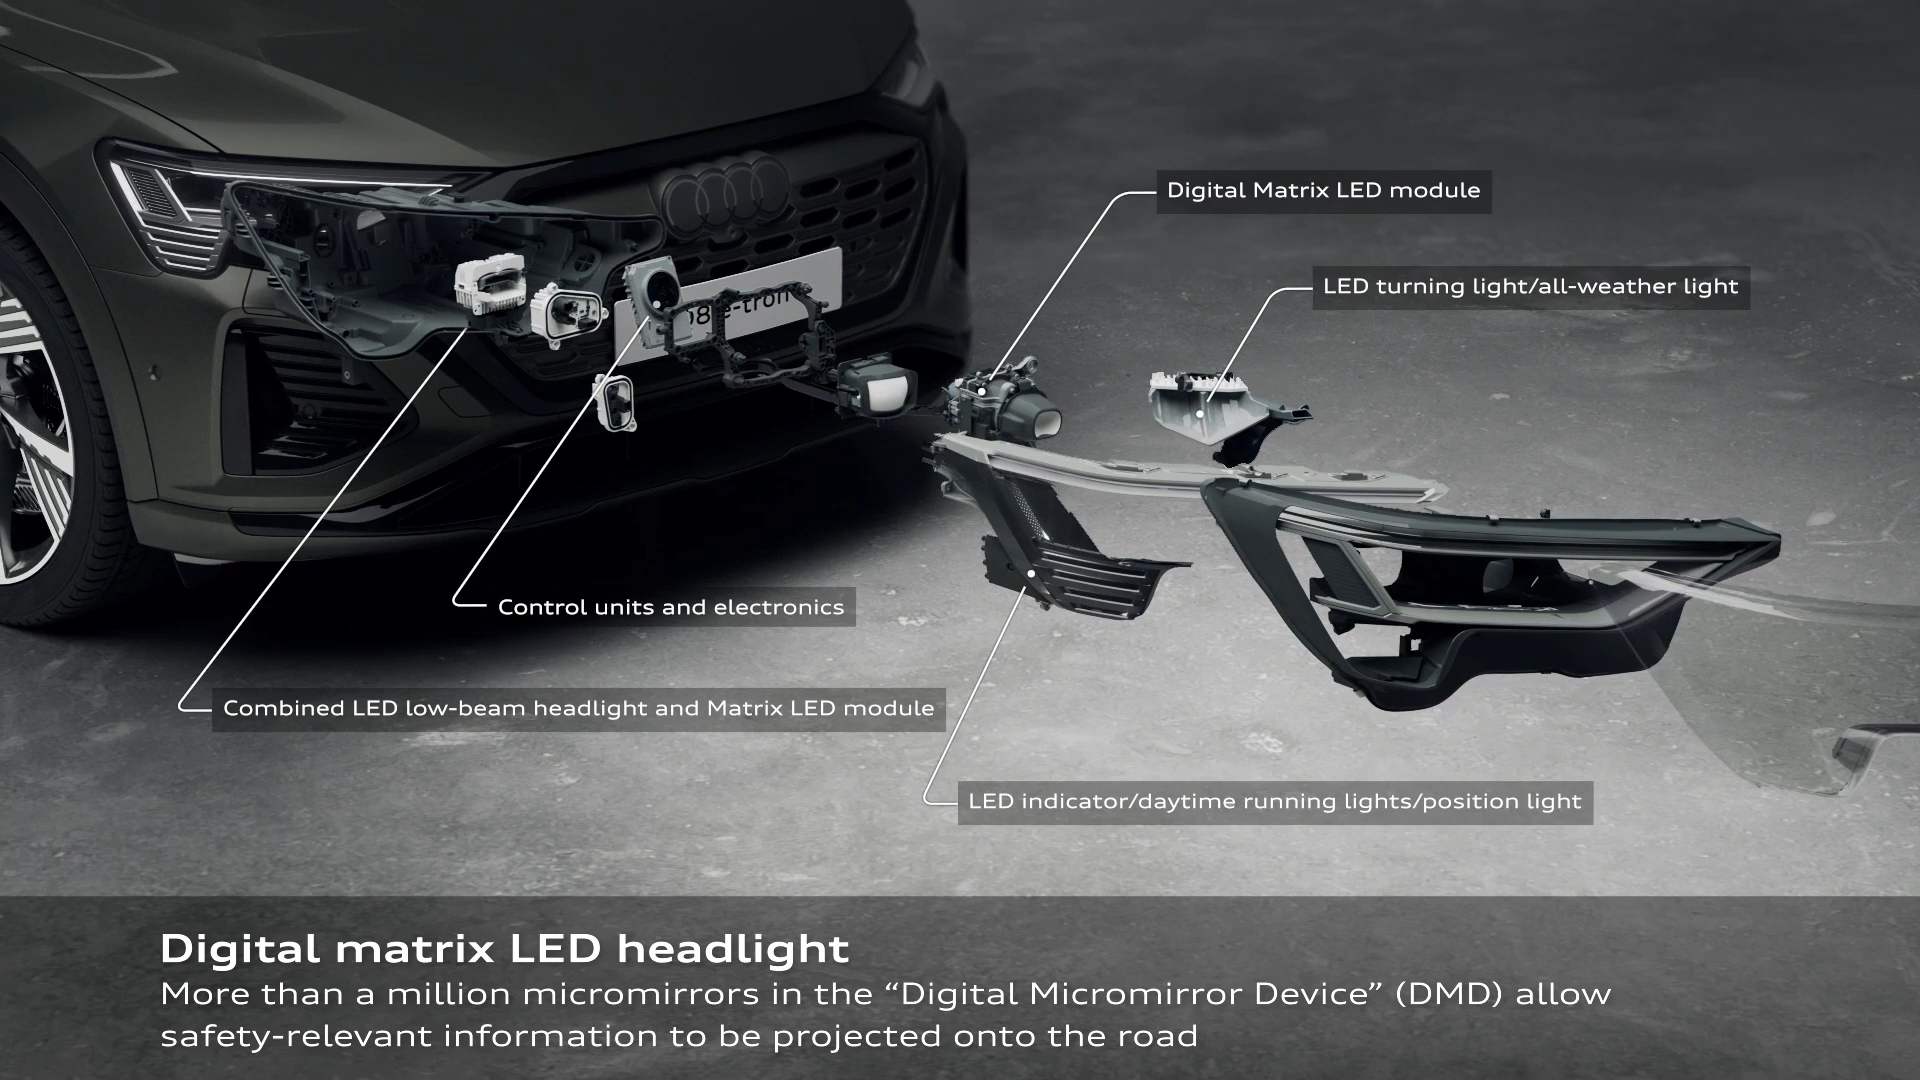 Digital Matrix LED module
LED turning light/all-weather light
e-tron
Control units and electronics
Combined LED low-beam headlight and Matrix LED module
LED indicator/daytime running lights/position light
Digital matrix LED headlight
More than a million micromirrors in the “Digital Micromirror Device” (DMD) allow
safety-relevant information to be projected onto the road